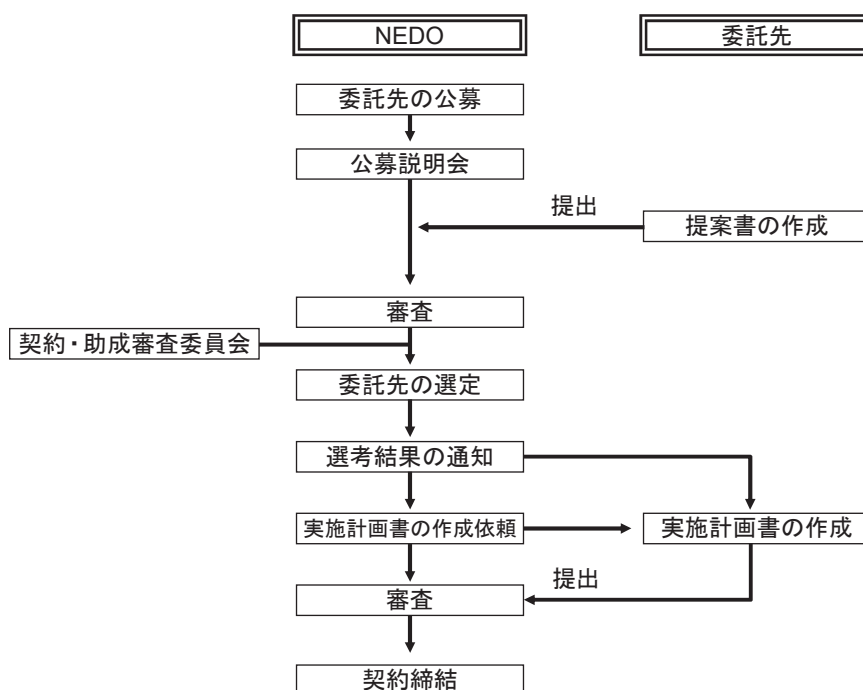 NEDO
委託先
委託先の公募
公募説明会
提出
提案書の作成
審査
契約・助成審査委員会
委託先の選定
選考結果の通知
実施計画書の作成依頼
実施計画書の作成
提出
審査
契約締結